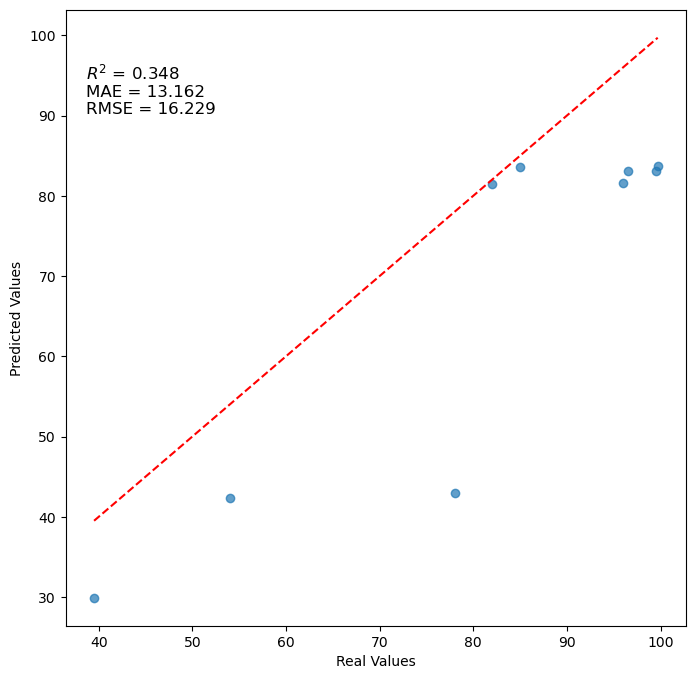 R² = 0.348
MAE = 13.162
RMSE = 16.229
100
90
80
70
60
50
40
30
Predicted Values
40 50 60 70 80 90 100
Real Values